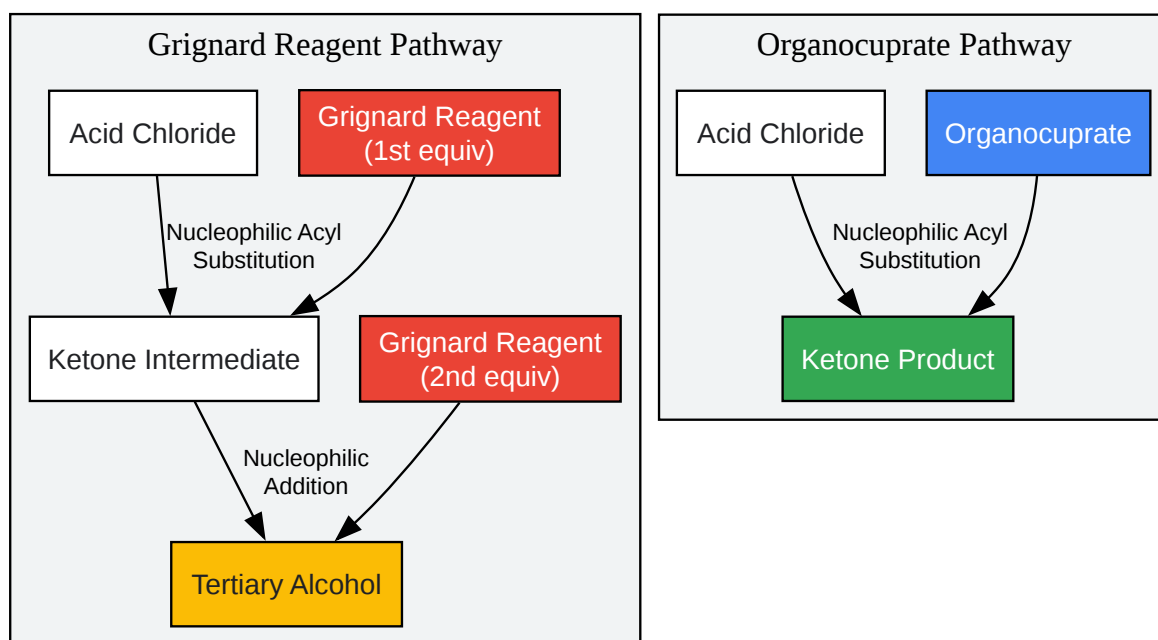 Grignard Reagent Pathway
Acid Chloride
Grignard Reagent
(1st equiv)
Nucleophilic Acyl
Substitution
Ketone Intermediate
Grignard Reagent
(2nd equiv)
Nucleophilic
Addition
Tertiary Alcohol
Organocuprate Pathway
Acid Chloride
Organocuprate
Nucleophilic Acyl
Substitution
Ketone Product